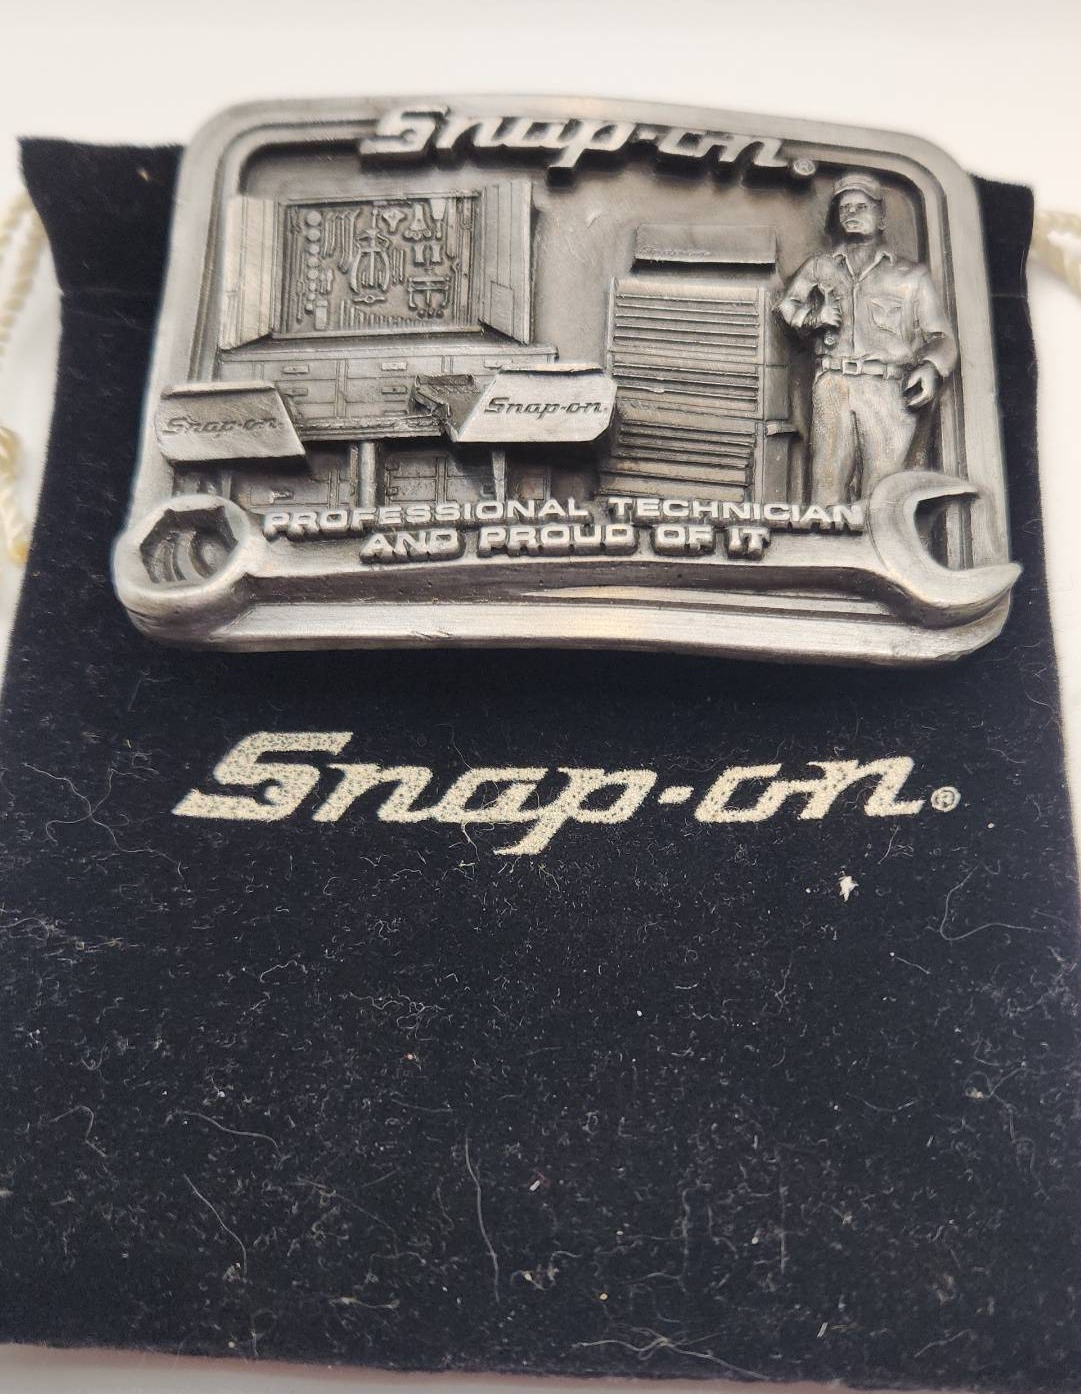 Snap-on®
Snap-on
Snap-on
PROFESSIONAL TECHNICIAN
AND PROUD OF IT
Snap-on®